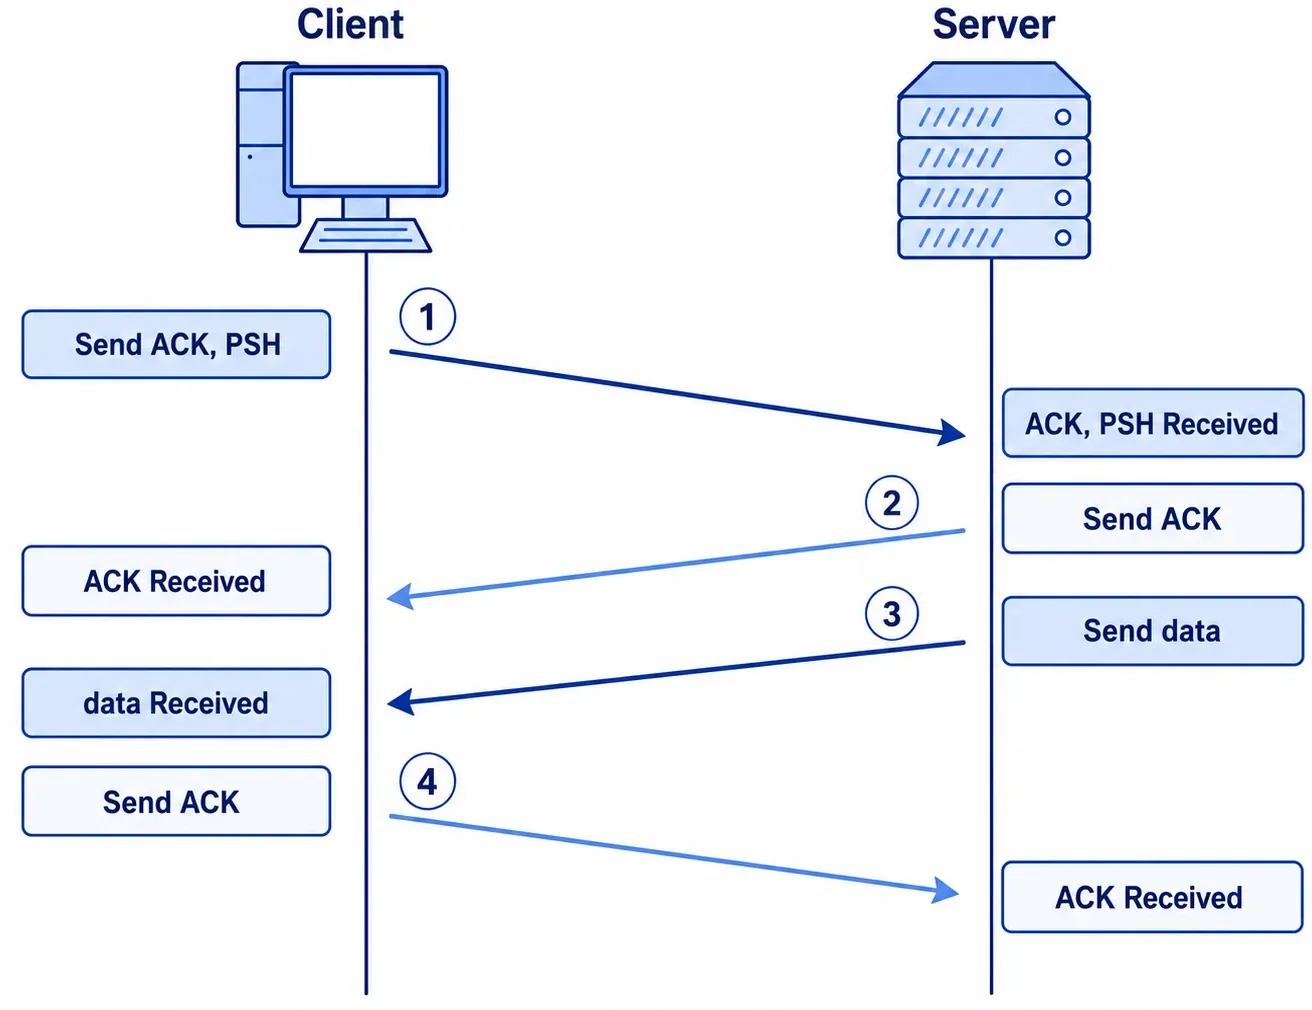 Client
Server
1
Send ACK, PSH
ACK, PSH Received
2
Send ACK
ACK Received
3
Send data
data Received
4
Send ACK
ACK Received